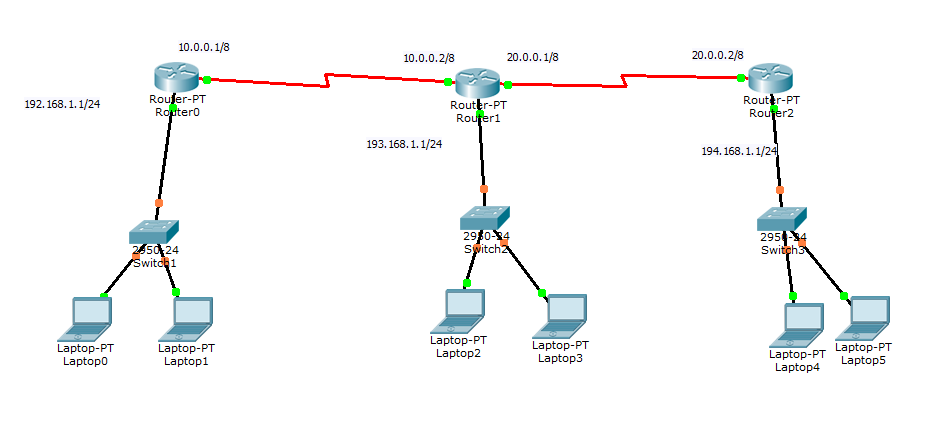 10.0.0.1/8
10.0.0.2/8
20.0.0.1/8
20.0.0.2/8
Router-PT
Router0
Router-PT
Router1
Router-PT
Router2
192.168.1.1/24
193.168.1.1/24
194.168.1.1/24
2950-24
Switch1
2950-24
Switch2
2950-24
Switch3
Laptop-PT
Laptop0
Laptop-PT
Laptop1
Laptop-PT
Laptop2
Laptop-PT
Laptop3
Laptop-PT
Laptop4
Laptop-PT
Laptop5